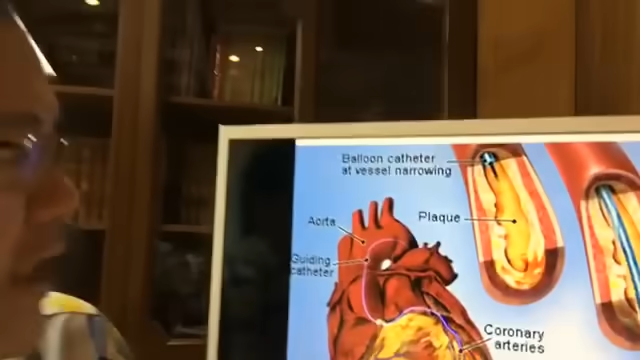 Balloon catheter
at vessel narrowing
Aorta
Plaque
Guiding
catheter
Coronary
arteries